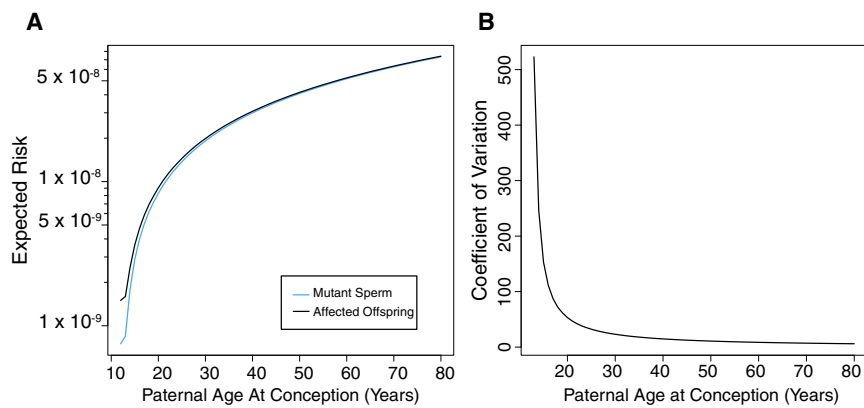 A
Expected Risk
5 x 10⁻⁸
1 x 10⁻⁸
5 x 10⁻⁹
1 x 10⁻⁹
Mutant Sperm
Affected Offspring
10 20 30 40 50 60 70 80
Paternal Age At Conception (Years)
B
Coefficient of Variation
500
400
300
200
100
0
20 30 40 50 60 70 80
Paternal Age at Conception (Years)